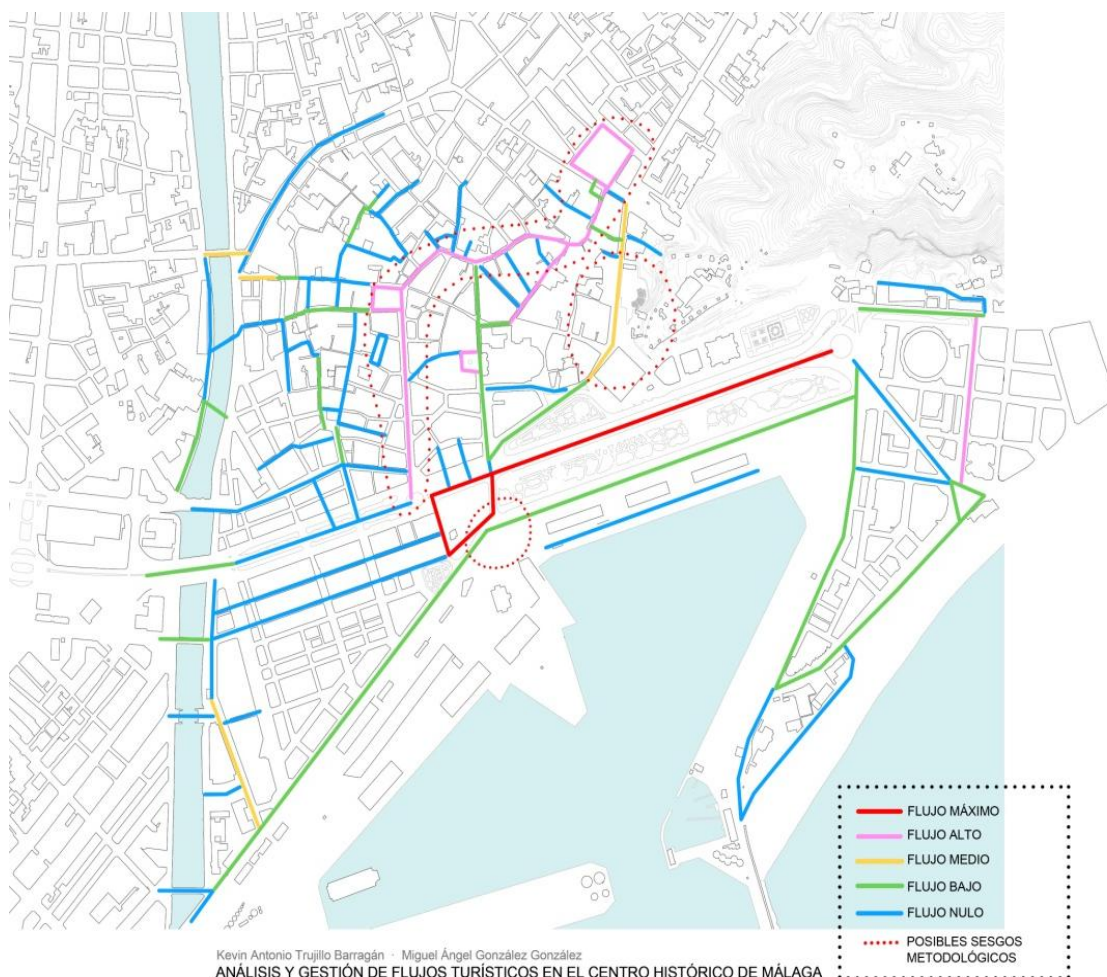 FLUJO MÁXIMO
FLUJO ALTO
FLUJO MEDIO
FLUJO BAJO
FLUJO NULO
POSIBLES SESGOS
METODOLÓGICOS
Kevin Antonio Trujillo Barragán · Miguel Ángel González González
ANÁLISIS Y GESTIÓN DE FLUJOS TURÍSTICOS EN EL CENTRO HISTÓRICO DE MÁLAGA